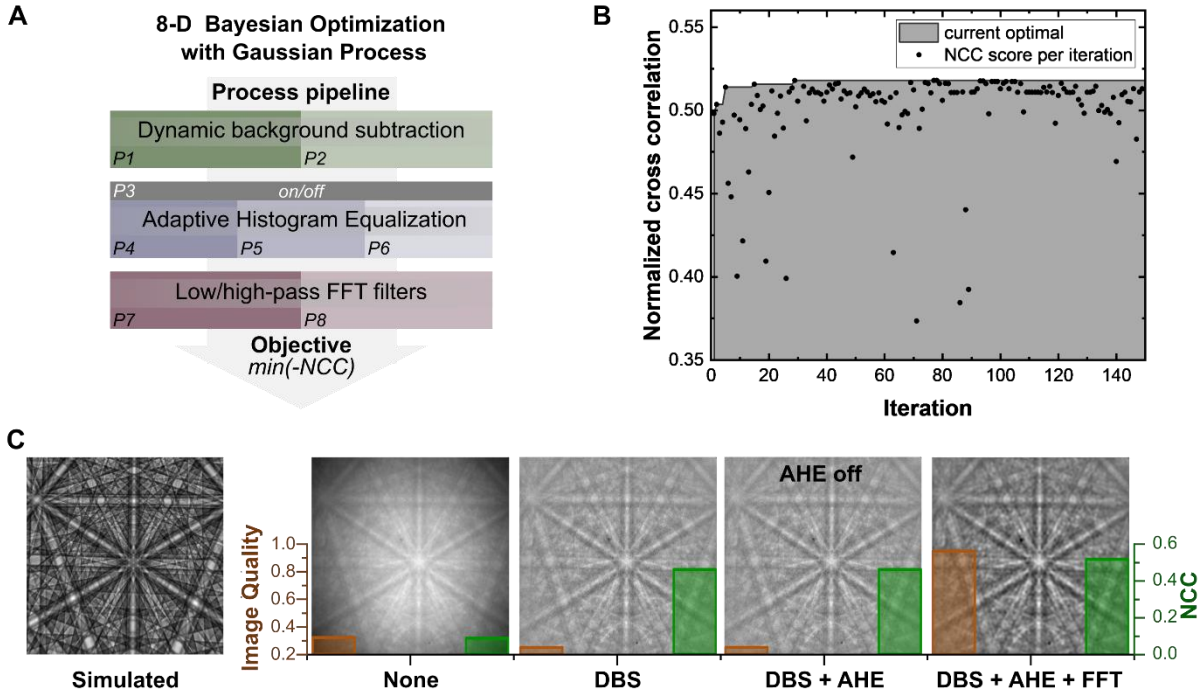 A
8-D Bayesian Optimization
with Gaussian Process
Process pipeline
Dynamic background subtraction
P1
P2
P3
on/off
Adaptive Histogram Equalization
P4
P5
P6
Low/high-pass FFT filters
P7
P8
Objective
min(-NCC)
B
Normalized cross correlation
0.55
0.50
0.45
0.40
0.35
current optimal
NCC score per iteration
0 20 40 60 80 100 120 140
Iteration
C
AHE off
Image Quality
1.0
0.8
0.6
0.4
0.2
0.6
0.4
0.2
0.0
NCC
Simulated
None
DBS
DBS + AHE
DBS + AHE + FFT